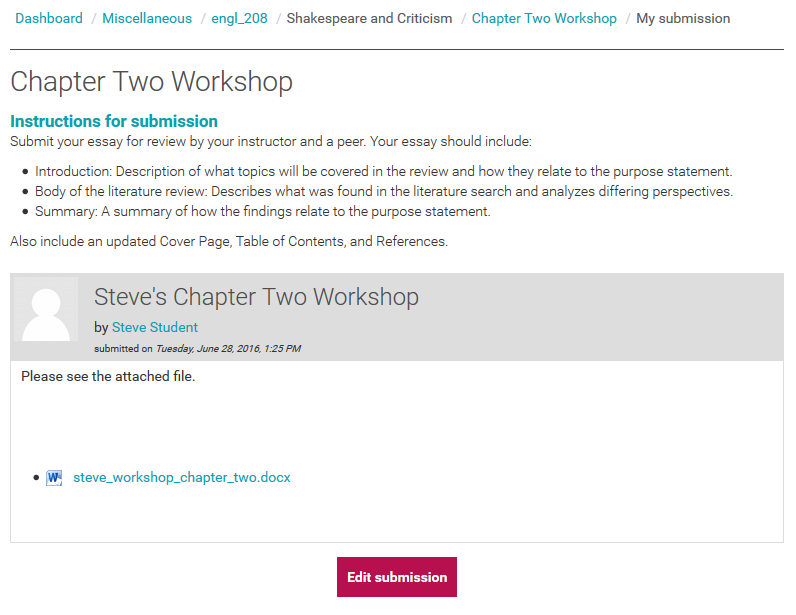 Dashboard / Miscellaneous / engl_208 / Shakespeare and Criticism / Chapter Two Workshop / My submission
Chapter Two Workshop
Instructions for submission
Submit your essay for review by your instructor and a peer. Your essay should include:
• Introduction: Description of what topics will be covered in the review and how they relate to the purpose statement.
• Body of the literature review: Describes what was found in the literature search and analyzes differing perspectives.
• Summary: A summary of how the findings relate to the purpose statement.
Also include an updated Cover Page, Table of Contents, and References.
Steve's Chapter Two Workshop
by Steve Student
submitted on Tuesday, June 28, 2016, 1:25 PM
Please see the attached file.
• steve_workshop_chapter_two.docx
Edit submission